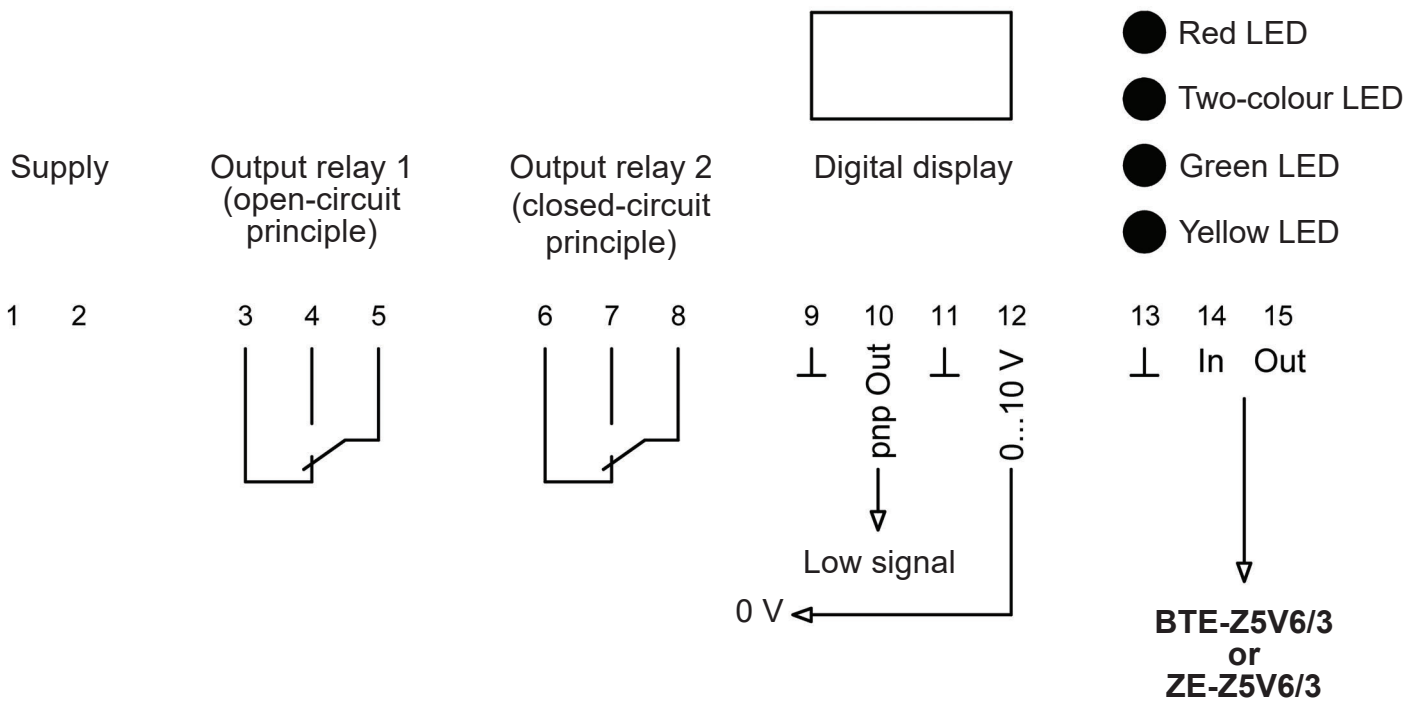 Red LED
Two-colour LED
Green LED
Yellow LED
Supply
Output relay 1
(open-circuit
principle)
Output relay 2
(closed-circuit
principle)
Digital display
1 2 3 4 5 6 7 8 9 10 11 12 13 14 15
pnp Out
0...10 V
In Out
Low signal
0 V
BTE-Z5V6/3
or
ZE-Z5V6/3